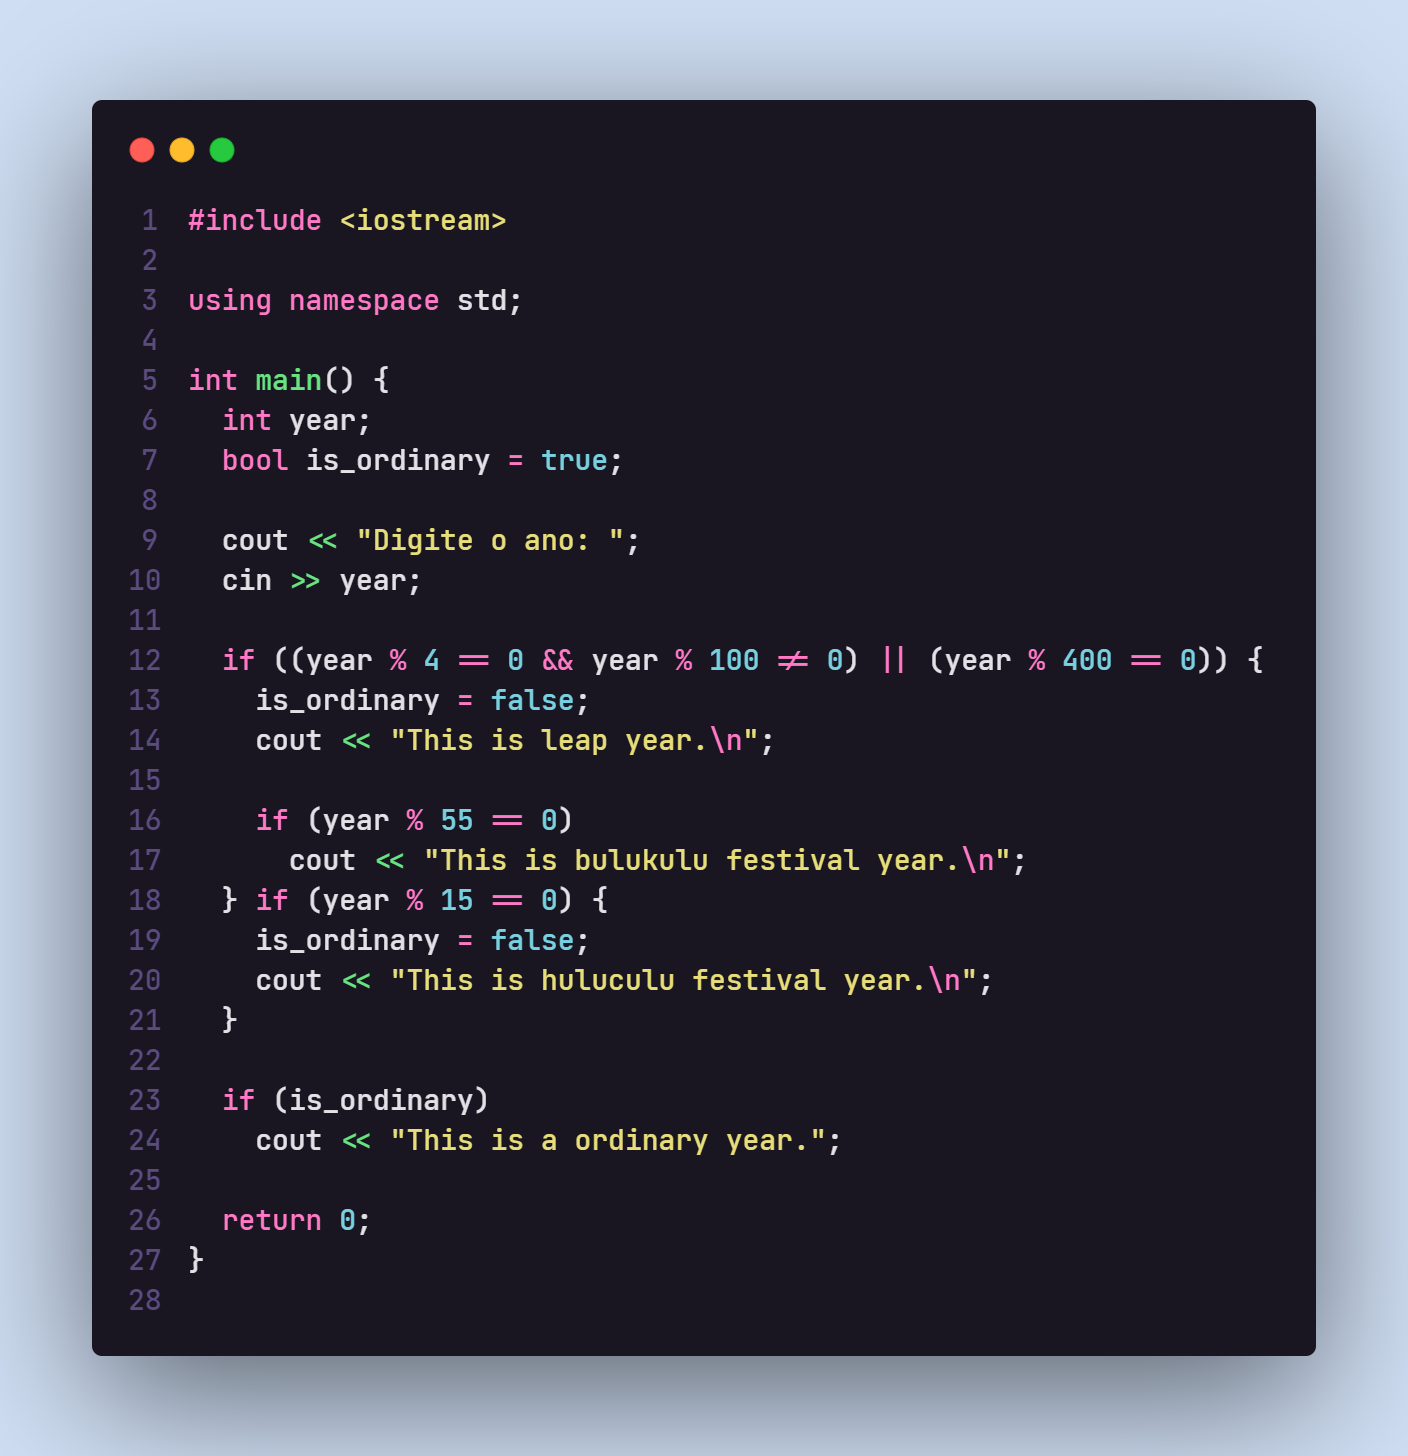 1 #include <iostream>
2
3 using namespace std;
4
5 int main() {
6   int year;
7   bool is_ordinary = true;
8
9   cout << "Digite o ano: ";
10   cin >> year;
11
12   if ((year % 4 == 0 && year % 100 != 0) || (year % 400 == 0)) {
13     is_ordinary = false;
14     cout << "This is leap year.\n";
15
16     if (year % 55 == 0)
17       cout << "This is bulukulu festival year.\n";
18   } if (year % 15 == 0) {
19     is_ordinary = false;
20     cout << "This is huluculu festival year.\n";
21   }
22
23   if (is_ordinary)
24     cout << "This is a ordinary year.";
25
26   return 0;
27 }
28